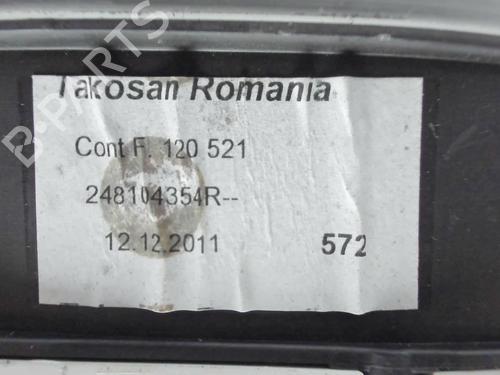 Takosan Romania
Cont F. 120 521
248104354R--
12.12.2011 572
B-PARTS